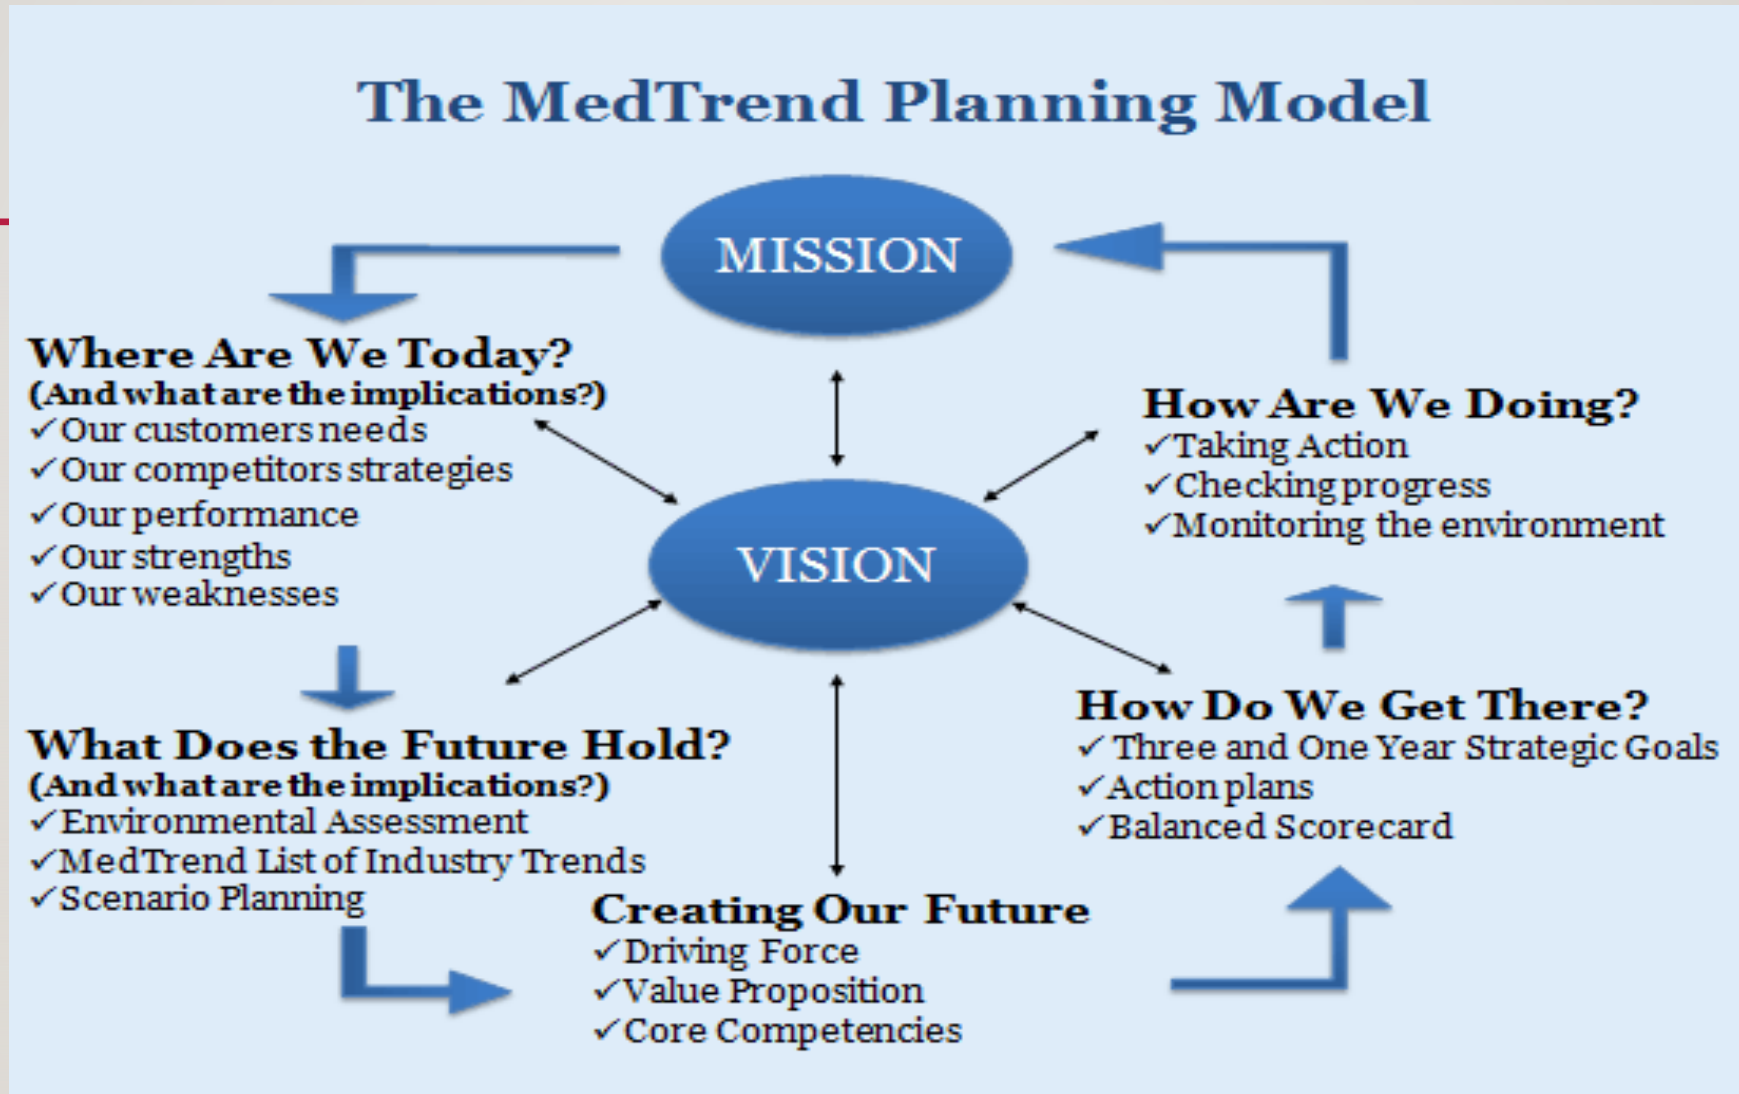 The MedTrend Planning Model
MISSION
Where Are We Today?
(And what are the implications?)
✓Our customers needs
✓Our competitors strategies
✓Our performance
✓Our strengths
✓Our weaknesses
How Are We Doing?
✓Taking Action
✓Checking progress
✓Monitoring the environment
VISION
What Does the Future Hold?
(And what are the implications?)
✓Environmental Assessment
✓MedTrend List of Industry Trends
✓Scenario Planning
How Do We Get There?
✓ Three and One Year Strategic Goals
✓Action plans
✓Balanced Scorecard
Creating Our Future
✓Driving Force
✓Value Proposition
✓Core Competencies